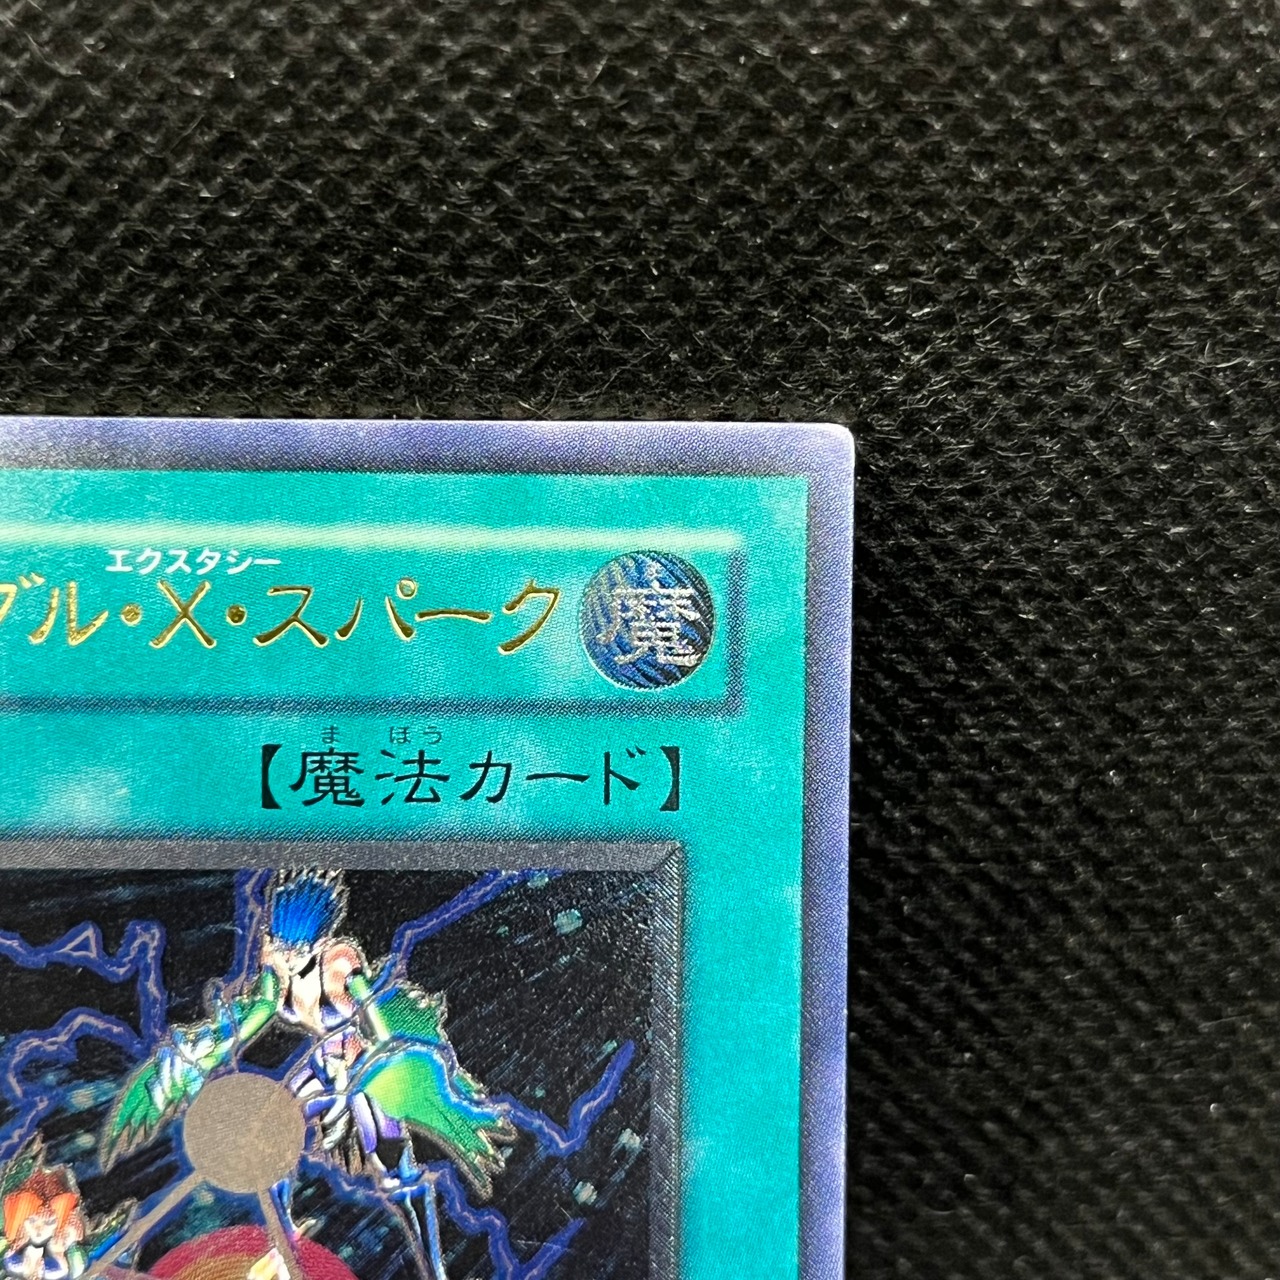 エクスタシー
ブル・X・スパーク
魔
ま ほう
【魔法カード】